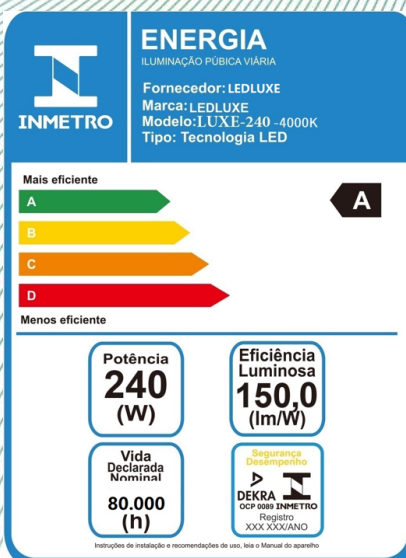 ENERGIA
ILUMINAÇÃO PÚBICA VIÁRIA
Fornecedor: LEDLUXE
Marca: LEDLUXE
Modelo: LUXE-240 -4000K
Tipo: Tecnologia LED
INMETRO
Mais eficiente
A
A
B
C
D
Menos eficiente
Potência
240
(W)
Eficiência
Luminosa
150,0
(lm/W)
Vida
Declarada
Nominal
80.000
(h)
Segurança
Desempenho
DEKRA
OCP 0089 INMETRO
Registro
XXX XXX/ANO
Instruções de instalação e recomendações de uso, leia o Manual do aparelho